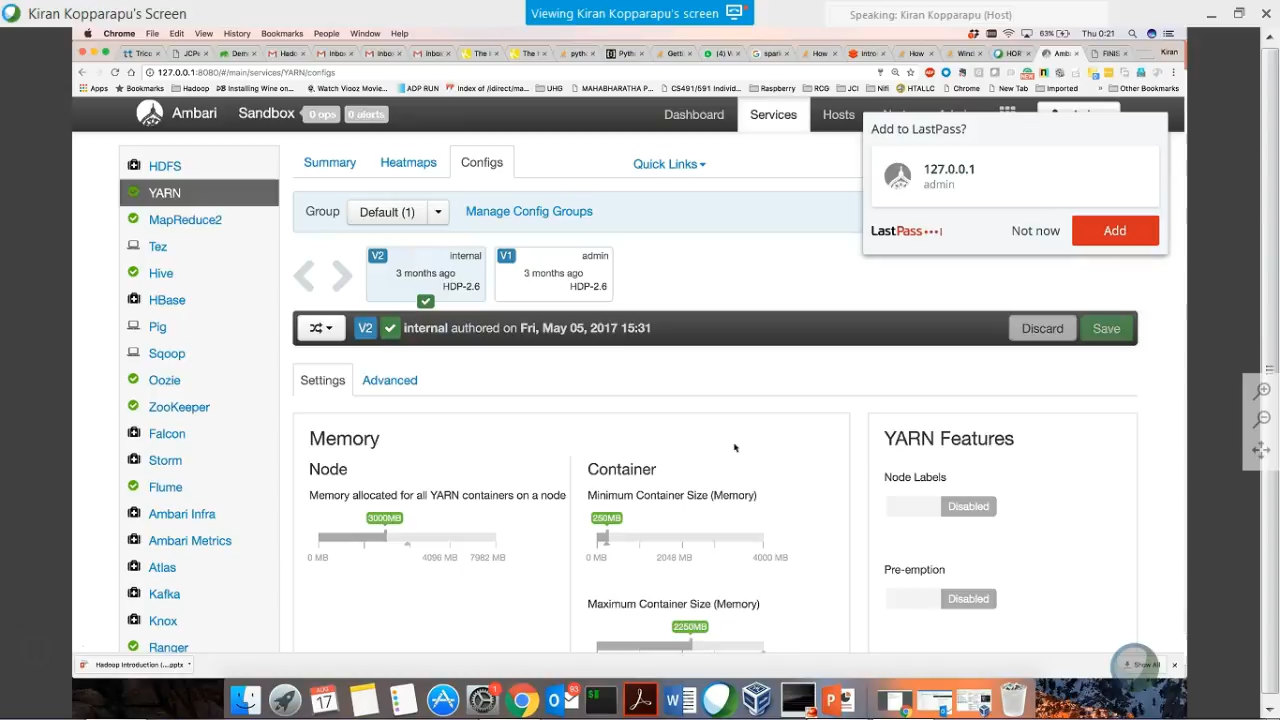 Kiran Kopparapu's Screen
Viewing Kiran Kopparapu's screen
Speaking: Kiran Kopparapu (Host)
Chrome File Edit View History Bookmarks People Window Help
63% Thu 0:21
Kiran
127.0.0.1:8080/#/main/services/YARN/configs
Apps Bookmarks Installing Wine on... Watch Viooz Movie... ADP RUN Index of /idirect/ma... UHG MAHABHARATHA P... CS491/591 Individ... Raspberry RCG JCI Nifi HTALLC Chrome New Tab Imported » Other Bookmarks
Ambari Sandbox 0 ops 0 alerts Dashboard Services Hosts
Add to LastPass?
127.0.0.1
admin
LastPass Not now Add
HDFS
YARN
MapReduce2
Tez
Hive
HBase
Pig
Sqoop
Oozie
ZooKeeper
Falcon
Storm
Flume
Ambari Infra
Ambari Metrics
Atlas
Kafka
Knox
Ranger
Summary Heatmaps Configs Quick Links
Group Default (1) Manage Config Groups
V2 internal
3 months ago
HDP-2.6
V1 admin
3 months ago
HDP-2.6
V2 internal authored on Fri, May 05, 2017 15:31 Discard Save
Settings Advanced
Memory
Node
Memory allocated for all YARN containers on a node
3000MB
0 MB 4096 MB 7982 MB
Container
Minimum Container Size (Memory)
250MB
0 MB 2048 MB 4000 MB
Maximum Container Size (Memory)
2250MB
YARN Features
Node Labels
Disabled
Pre-emption
Disabled
Hadoop Introduction (....pptx
Show All
17